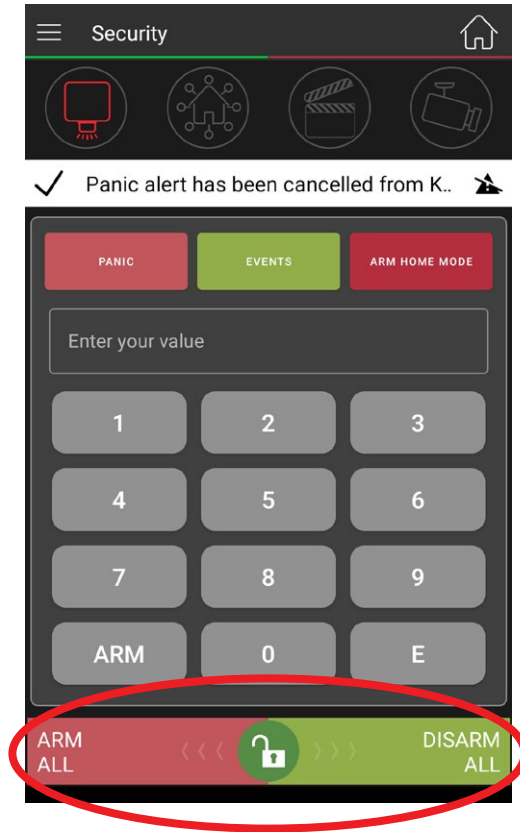 Security
Panic alert has been cancelled from K..
PANIC EVENTS ARM HOME MODE
Enter your value
1 2 3
4 5 6
7 8 9
ARM 0 E
ARM DISARM
ALL ALL